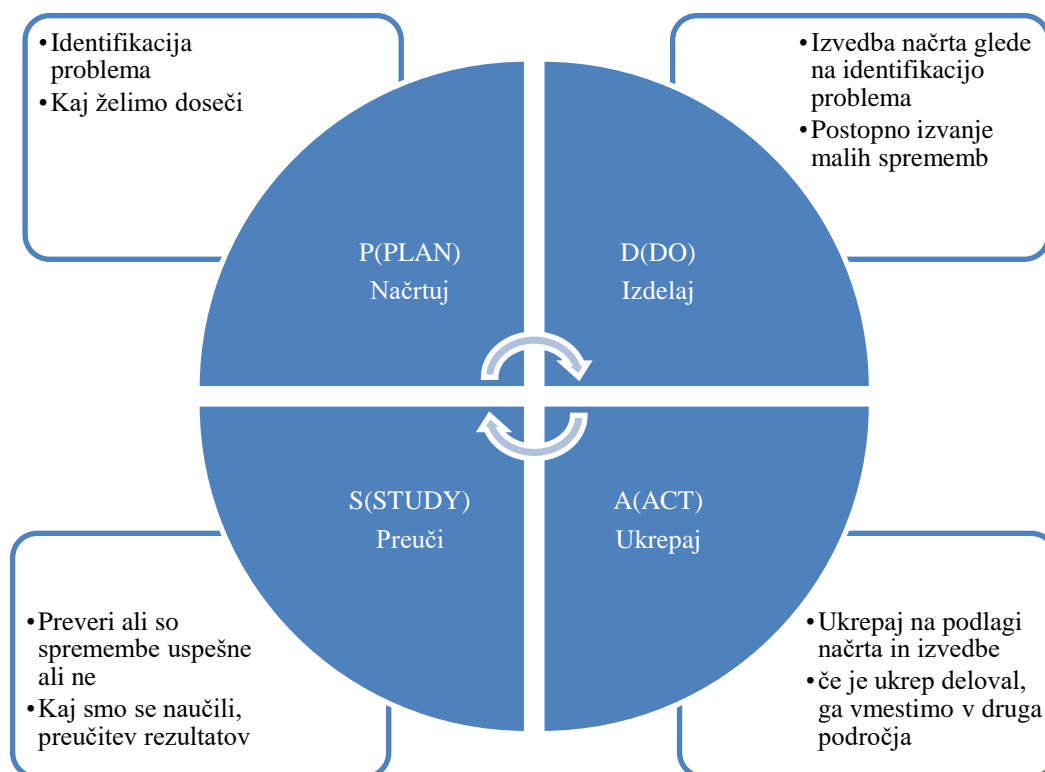 •Identifikacija
problema
•Kaj želimo doseči
•Izvedba načrta glede
na identifikacijo
problema
•Postopno izvanje
malih sprememb
P(PLAN)
Načrtuj
D(DO)
Izdelaj
S(STUDY)
Preuči
A(ACT)
Ukrepaj
•Preveri ali so
spremembe uspešne
ali ne
•Kaj smo se naučili,
preučitev rezultatov
•Ukrepaj na podlagi
načrta in izvedbe
•če je ukrep deloval,
ga vmestimo v druga
področja